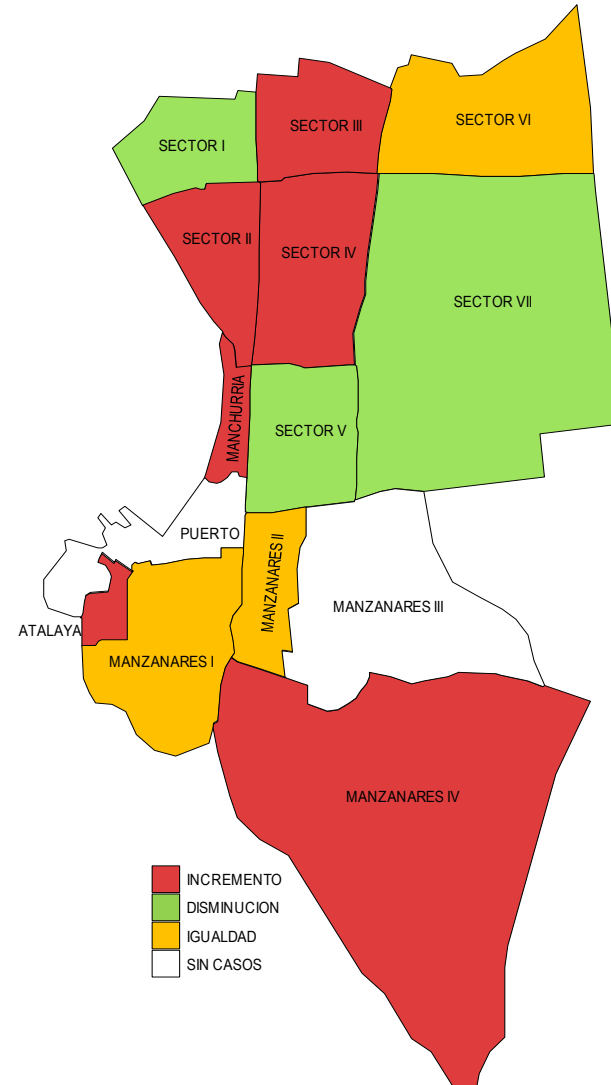 SECTOR VI
SECTOR III
SECTOR I
SECTOR II
SECTOR IV
SECTOR VII
MANCHURRIA
SECTOR V
PUERTO
MANZANARES II
MANZANARES III
ATALAYA
MANZANARES I
MANZANARES IV
INCREMENTO
DISMINUCION
IGUALDAD
SIN CASOS